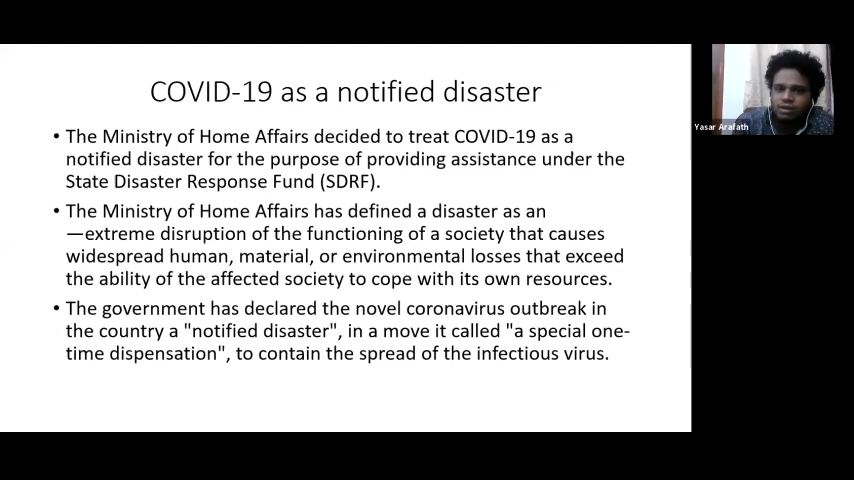 COVID-19 as a notified disaster
• The Ministry of Home Affairs decided to treat COVID-19 as a
notified disaster for the purpose of providing assistance under the
State Disaster Response Fund (SDRF).
• The Ministry of Home Affairs has defined a disaster as an
—extreme disruption of the functioning of a society that causes
widespread human, material, or environmental losses that exceed
the ability of the affected society to cope with its own resources.
• The government has declared the novel coronavirus outbreak in
the country a "notified disaster", in a move it called "a special one-
time dispensation", to contain the spread of the infectious virus.
Yasar Arafath